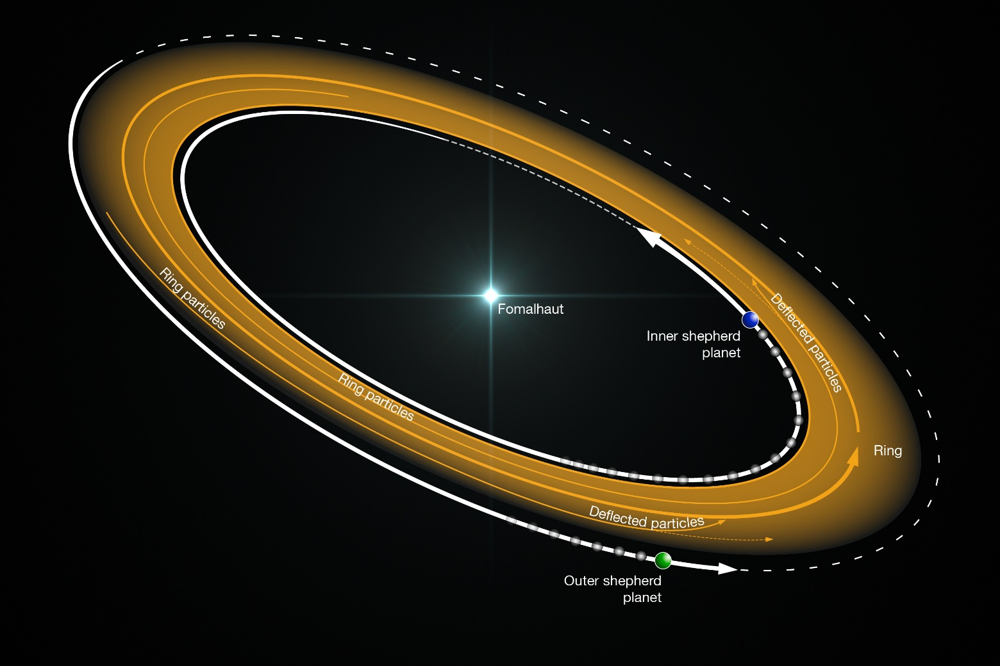 Ring particles
Fomalhaut
Deflected particles
Inner shepherd
planet
Ring particles
Ring
Deflected particles
Outer shepherd
planet